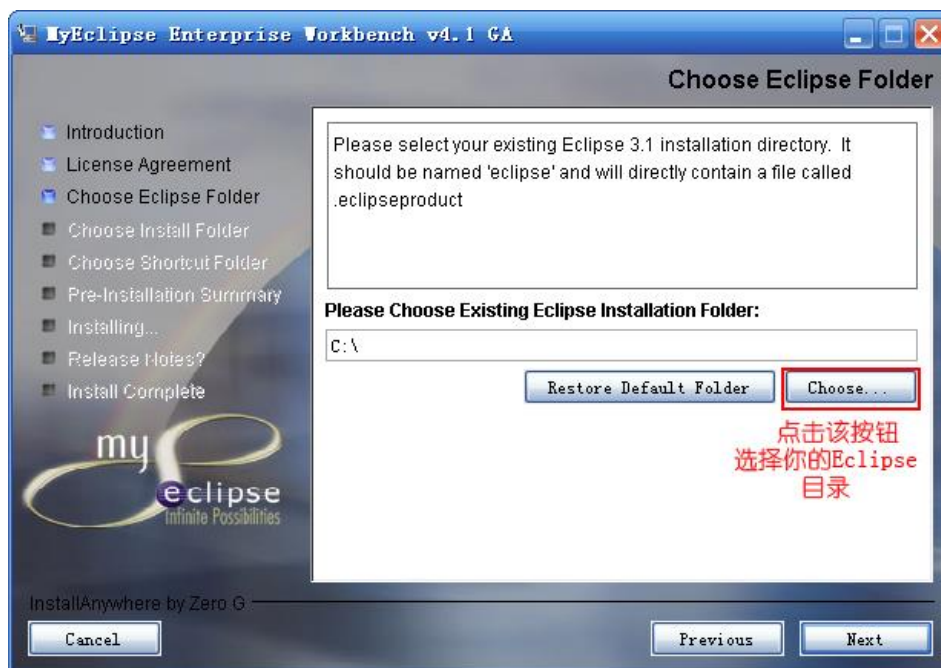 MyEclipse Enterprise Workbench v4.1 GA
Choose Eclipse Folder
Introduction
License Agreement
Choose Eclipse Folder
Choose Install Folder
Choose Shortcut Folder
Pre-Installation Summary
Installing...
Release Notes?
Install Complete
my
eclipse
Infinite Possibilities
Please select your existing Eclipse 3.1 installation directory. It
should be named 'eclipse' and will directly contain a file called
.eclipseproduct
Please Choose Existing Eclipse Installation Folder:
C:\
Restore Default Folder
Choose...
点击该按钮
选择你的Eclipse
目录
InstallAnywhere by Zero G
Cancel
Previous
Next